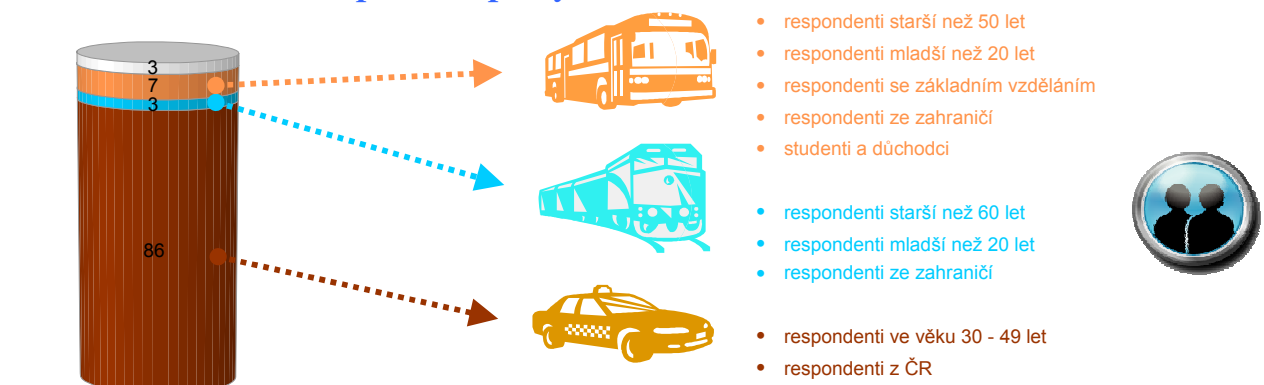 3
7
3
86
• respondenti starší než 50 let
• respondenti mladší než 20 let
• respondenti se základním vzděláním
• respondenti ze zahraničí
• studenti a důchodci
• respondenti starší než 60 let
• respondenti mladší než 20 let
• respondenti ze zahraničí
• respondenti ve věku 30 - 49 let
• respondenti z ČR